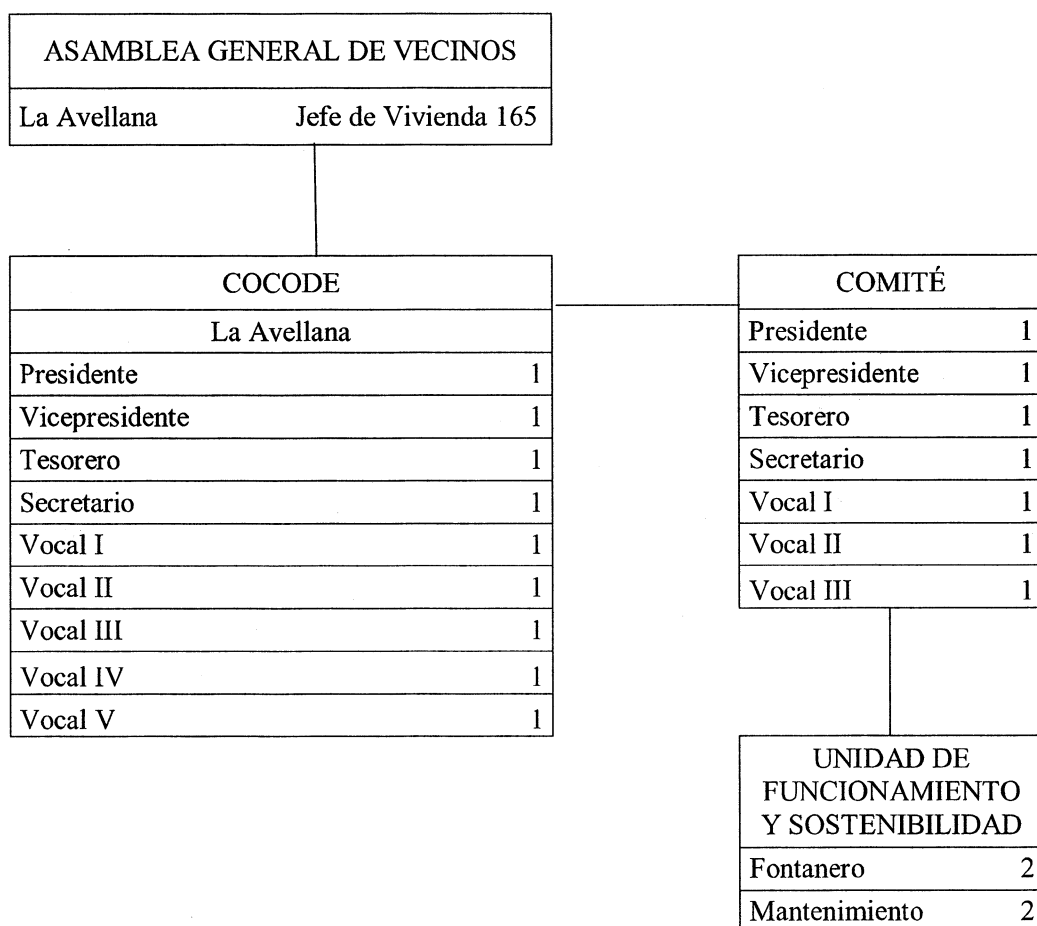 ASAMBLEA GENERAL DE VECINOS
La Avellana Jefe de Vivienda 165
COCODE
La Avellana
Presidente 1
Vicepresidente 1
Tesorero 1
Secretario 1
Vocal I 1
Vocal II 1
Vocal III 1
Vocal IV 1
Vocal V 1
COMITÉ
Presidente 1
Vicepresidente 1
Tesorero 1
Secretario 1
Vocal I 1
Vocal II 1
Vocal III 1
UNIDAD DE
FUNCIONAMIENTO
Y SOSTENIBILIDAD
Fontanero 2
Mantenimiento 2